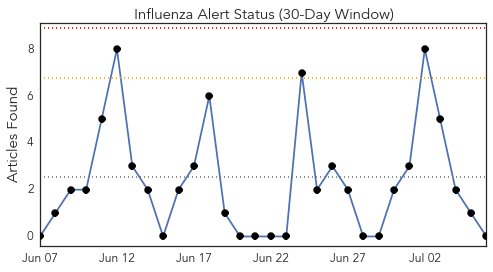 Influenza Alert Status (30-Day Window)
Articles Found
8
6
4
2
0
Jun 07 Jun 12 Jun 17 Jun 22 Jun 27 Jul 02